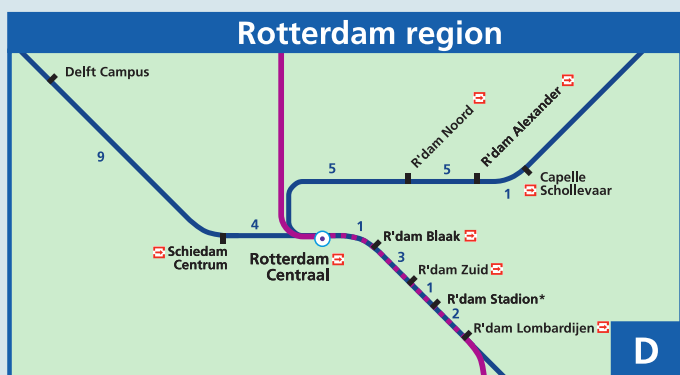 Rotterdam region
Delft Campus
R'dam Noord
R'dam Alexander
9
5
5
1
Capelle
Schollevaar
4
1
R'dam Blaak
Schiedam
Centrum
Rotterdam
Centraal
3
R'dam Zuid
1
R'dam Stadion*
2
R'dam Lombardijen
D